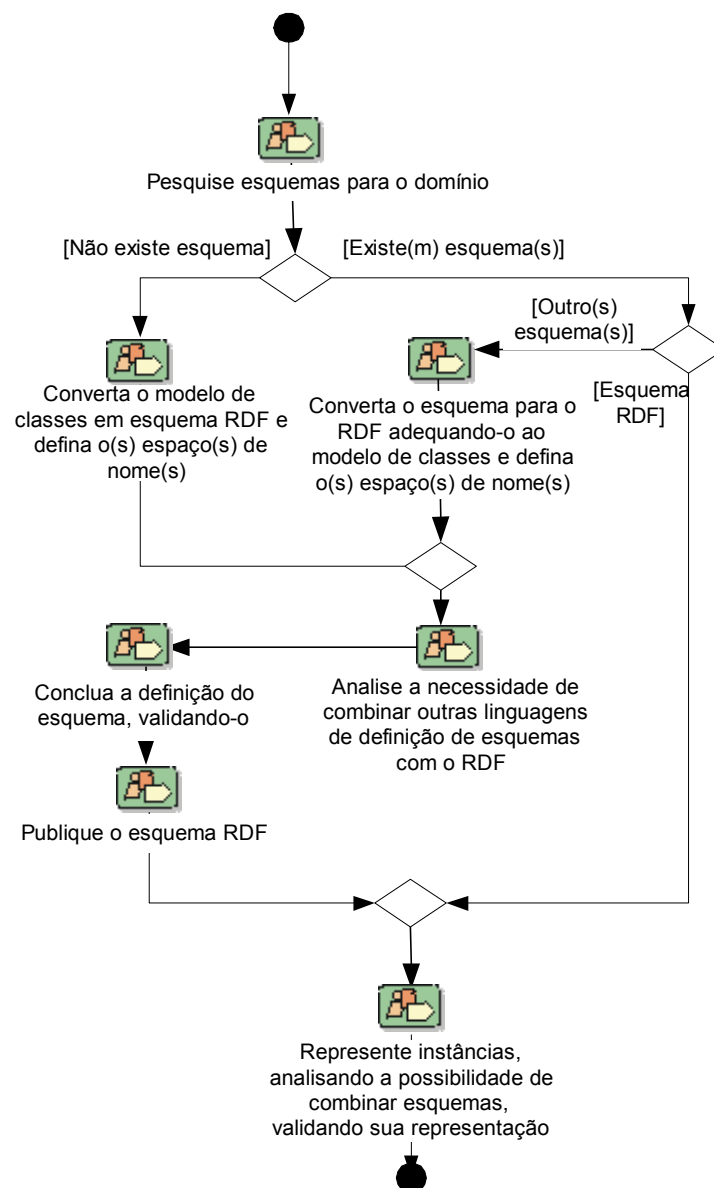 Pesquise esquemas para o domínio
[Não existe esquema]
[Existe(m) esquema(s)]
[Outro(s)
esquema(s)]
[Esquema
RDF]
Converta o modelo de
classes em esquema RDF e
defina o(s) espaço(s) de
nome(s)
Converta o esquema para o
RDF adequando-o ao
modelo de classes e defina
o(s) espaço(s) de nome(s)
Conclua a definição do
esquema, validando-o
Analise a necessidade de
combinar outras linguagens
de definição de esquemas
com o RDF
Publique o esquema RDF
Represente instâncias,
analisando a possibilidade de
combinar esquemas,
validando sua representação